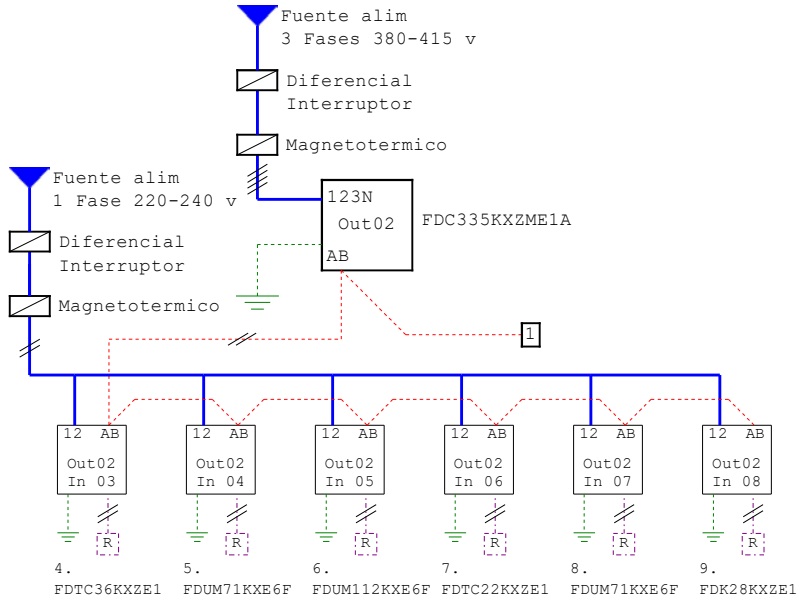 Fuente alim
3 Fases 380-415 v
Diferencial
Interruptor
Magnetotermico
Fuente alim
1 Fase 220-240 v
Diferencial
Interruptor
Magnetotermico
123N
Out02
AB
FDC335KXZME1A
1
12 AB
Out02
In 03
R
4.
FDTC36KXZE1
12 AB
Out02
In 04
R
5.
FDUM71KXE6F
12 AB
Out02
In 05
R
6.
FDUM112KXE6F
12 AB
Out02
In 06
R
7.
FDTC22KXZE1
12 AB
Out02
In 07
R
8.
FDUM71KXE6F
12 AB
Out02
In 08
R
9.
FDK28KXZE1